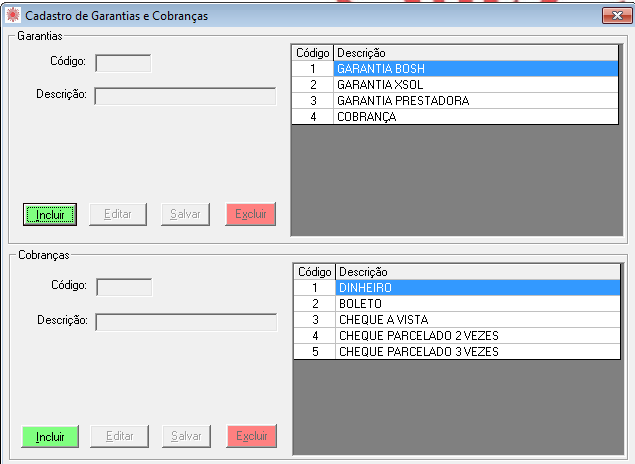 Cadastro de Garantias e Cobranças
Garantias
Código:
Descrição:
Incluir Editar Salvar Excluir
Código Descrição
1 GARANTIA BOSH
2 GARANTIA XSOL
3 GARANTIA PRESTADORA
4 COBRANÇA
Cobranças
Código:
Descrição:
Incluir Editar Salvar Excluir
Código Descrição
1 DINHEIRO
2 BOLETO
3 CHEQUE A VISTA
4 CHEQUE PARCELADO 2 VEZES
5 CHEQUE PARCELADO 3 VEZES